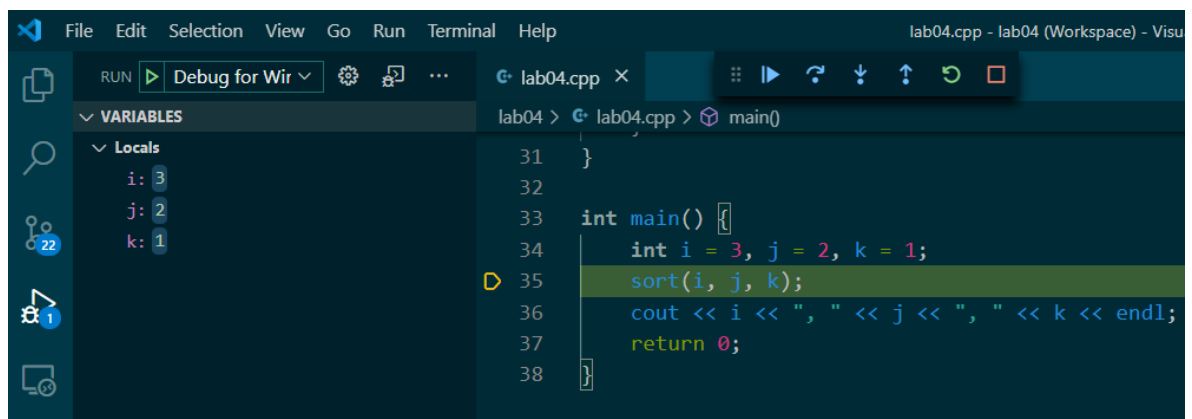 File Edit Selection View Go Run Terminal Help lab04.cpp - lab04 (Workspace) - Visu
RUN Debug for Wir lab04.cpp
VARIABLES lab04 > lab04.cpp > main()
Locals
31 }
i: 3
32
j: 2
33 int main() {
k: 1
34 int i = 3, j = 2, k = 1;
35 sort(i, j, k);
22
36 cout << i << ", " << j << ", " << k << endl;
1
37 return 0;
38 }